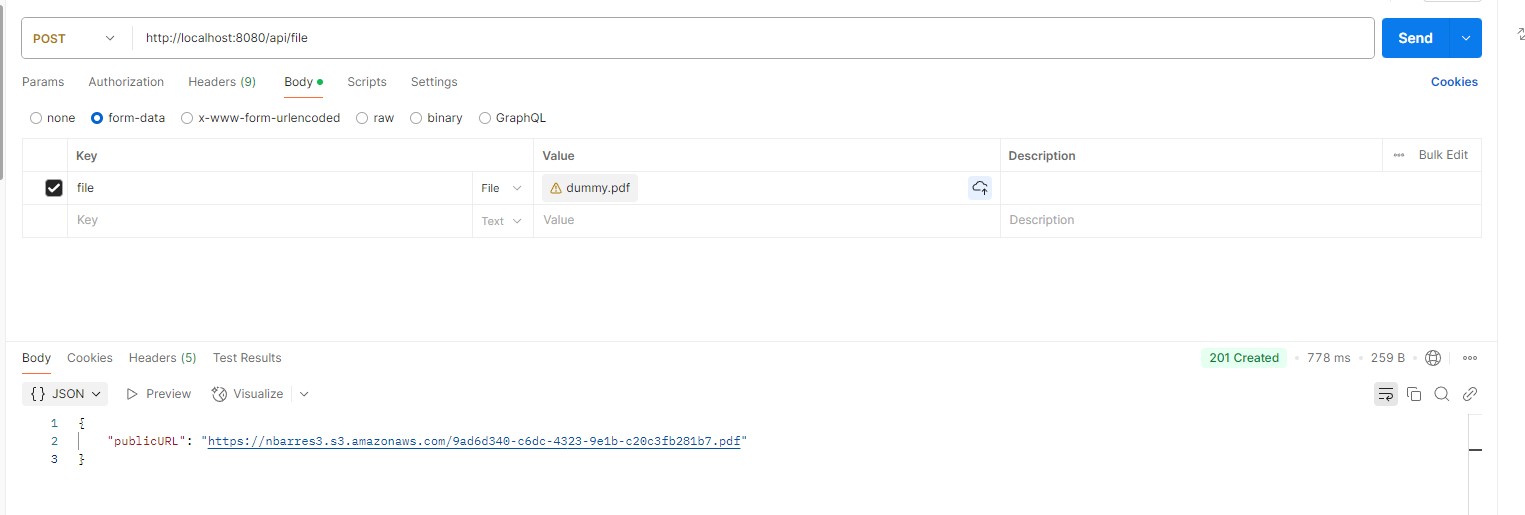 POST http://localhost:8080/api/file Send
Params Authorization Headers (9) Body Scripts Settings Cookies
none form-data x-www-form-urlencoded raw binary GraphQL
Key Value Description Bulk Edit
file File dummy.pdf
Key Text Value Description
Body Cookies Headers (5) Test Results 201 Created 778 ms 259 B
{} JSON Preview Visualize
1 {
2 "publicURL": "https://nbarres3.s3.amazonaws.com/9ad6d340-c6dc-4323-9e1b-c20c3fb281b7.pdf"
3 }